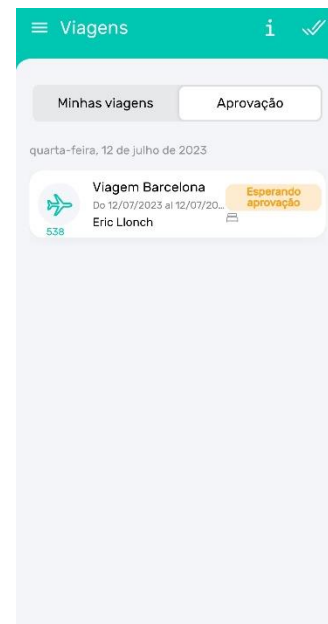 Viagens
i
Minhas viagens
Aprovação
quarta-feira, 12 de julho de 2023
Viagem Barcelona
Esperando
aprovação
Do 12/07/2023 al 12/07/20...
Eric Llonch
538